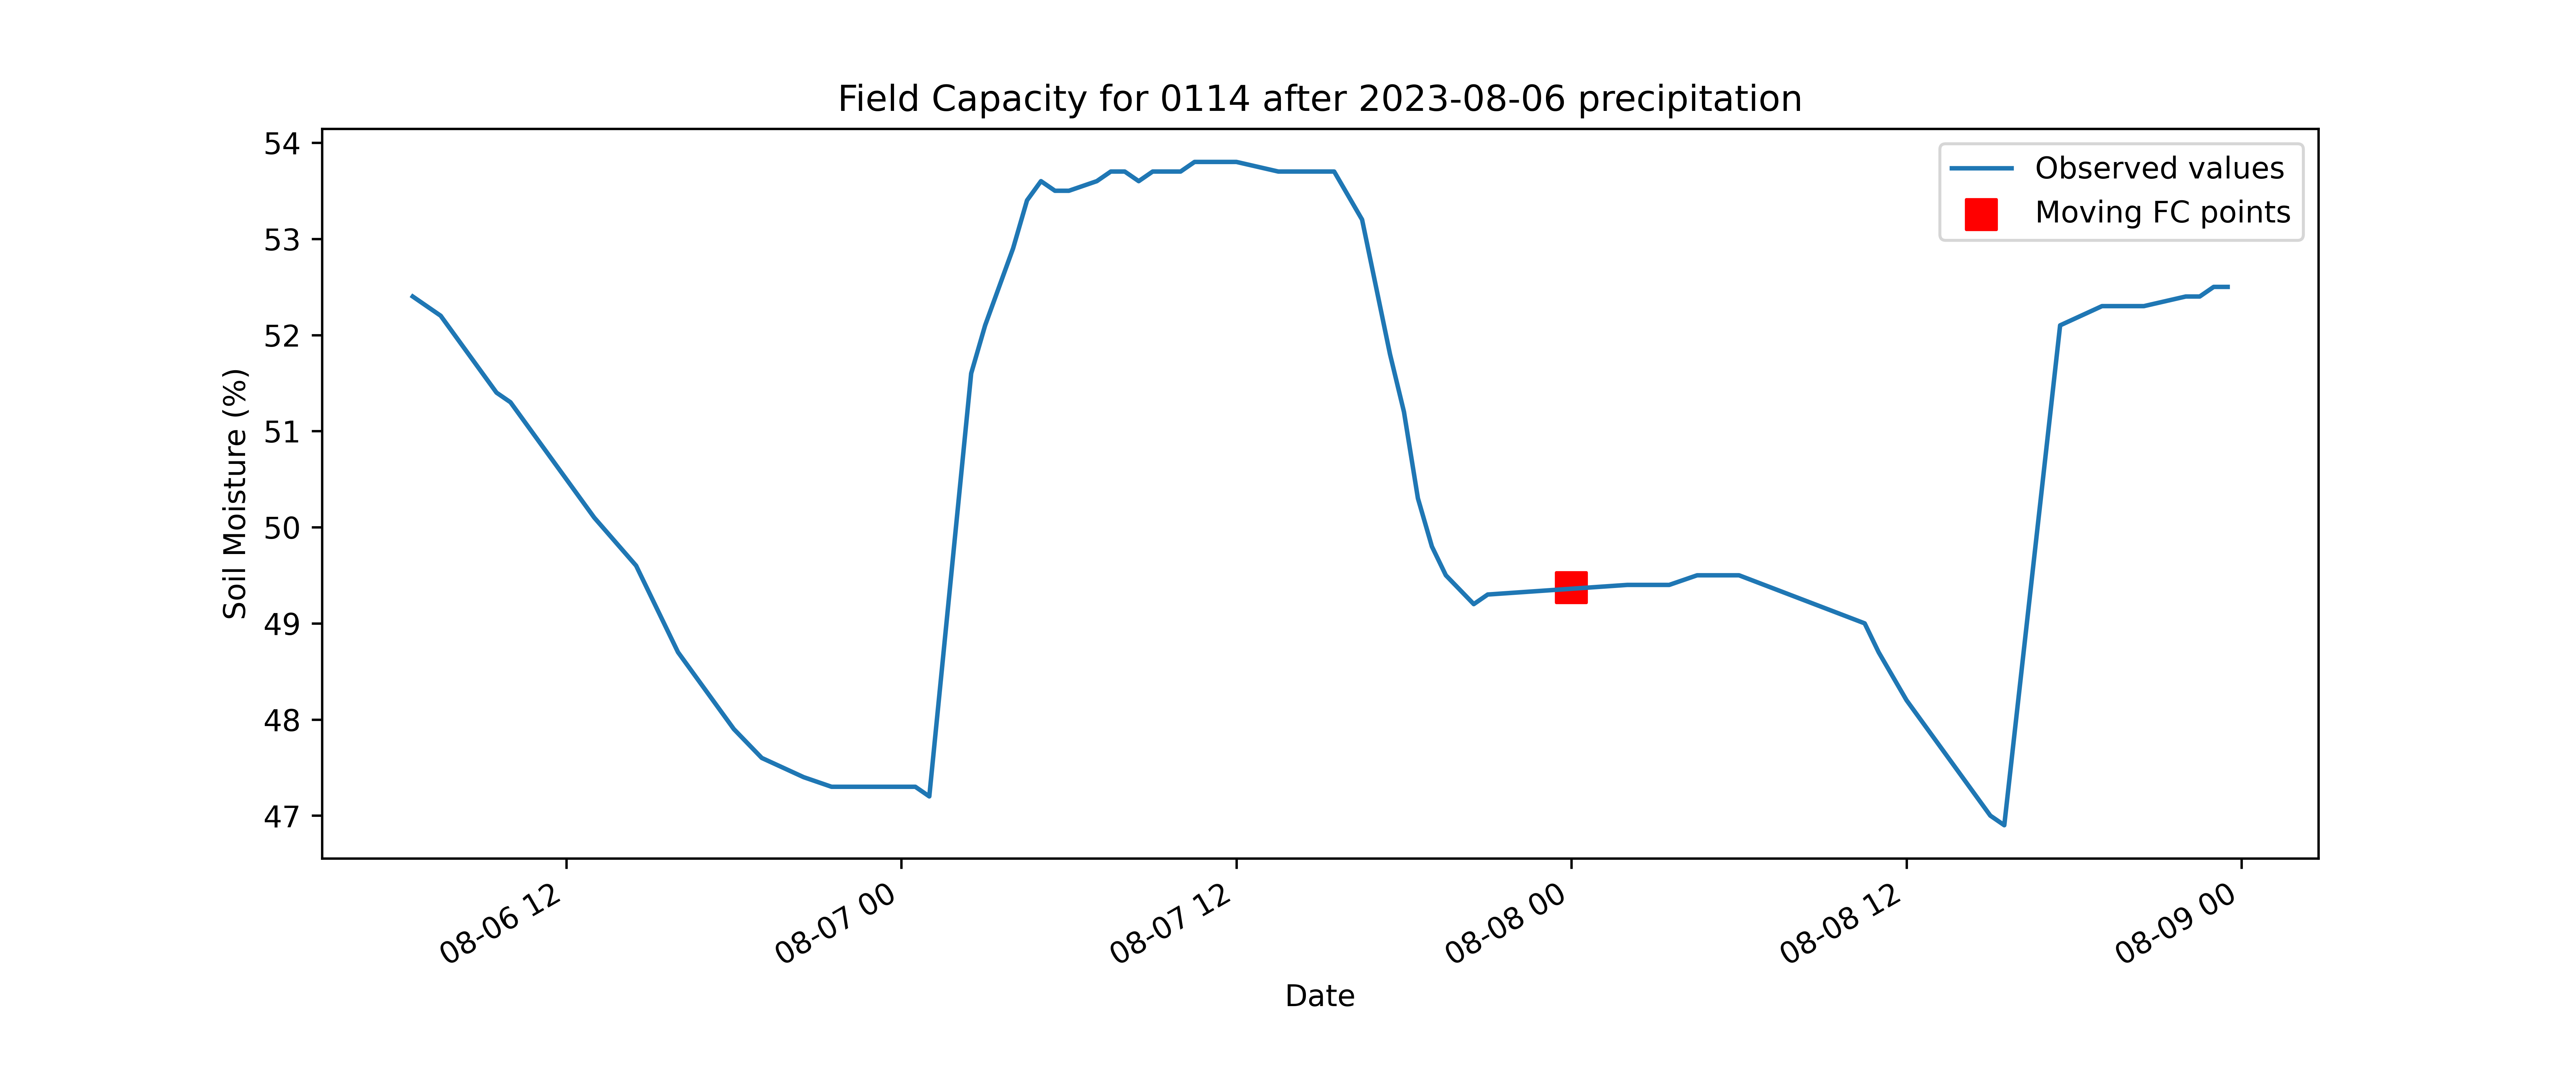 Field Capacity for 0114 after 2023-08-06 precipitation
Observed values
Moving FC points
Soil Moisture (%)
54
53
52
51
50
49
48
47
08-06 12
08-07 00
08-07 12
08-08 00
08-08 12
08-09 00
Date